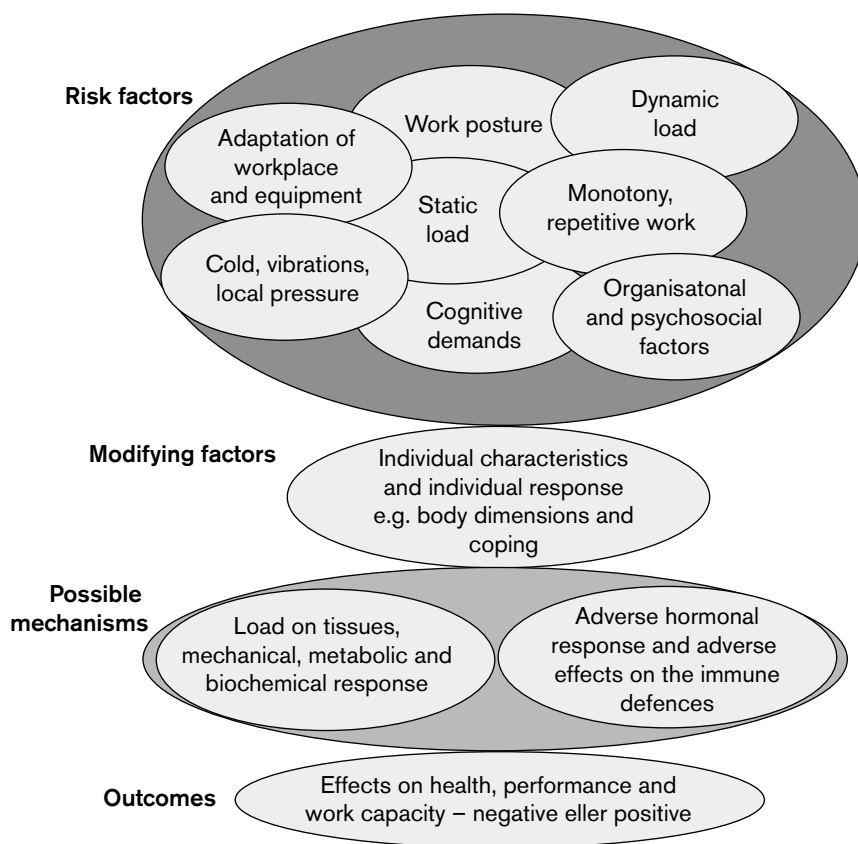 Risk factors
Work posture
Dynamic
load
Adaptation of
workplace
and equipment
Static
load
Monotony,
repetitive work
Cold, vibrations,
local pressure
Cognitive
demands
Organisatonal
and psychosocial
factors
Modifying factors
Individual characteristics
and individual response
e.g. body dimensions and
coping
Possible
mechanisms
Load on tissues,
mechanical, metabolic and
biochemical response
Adverse hormonal
response and adverse
effects on the immune
defences
Outcomes
Effects on health, performance and
work capacity – negative eller positive